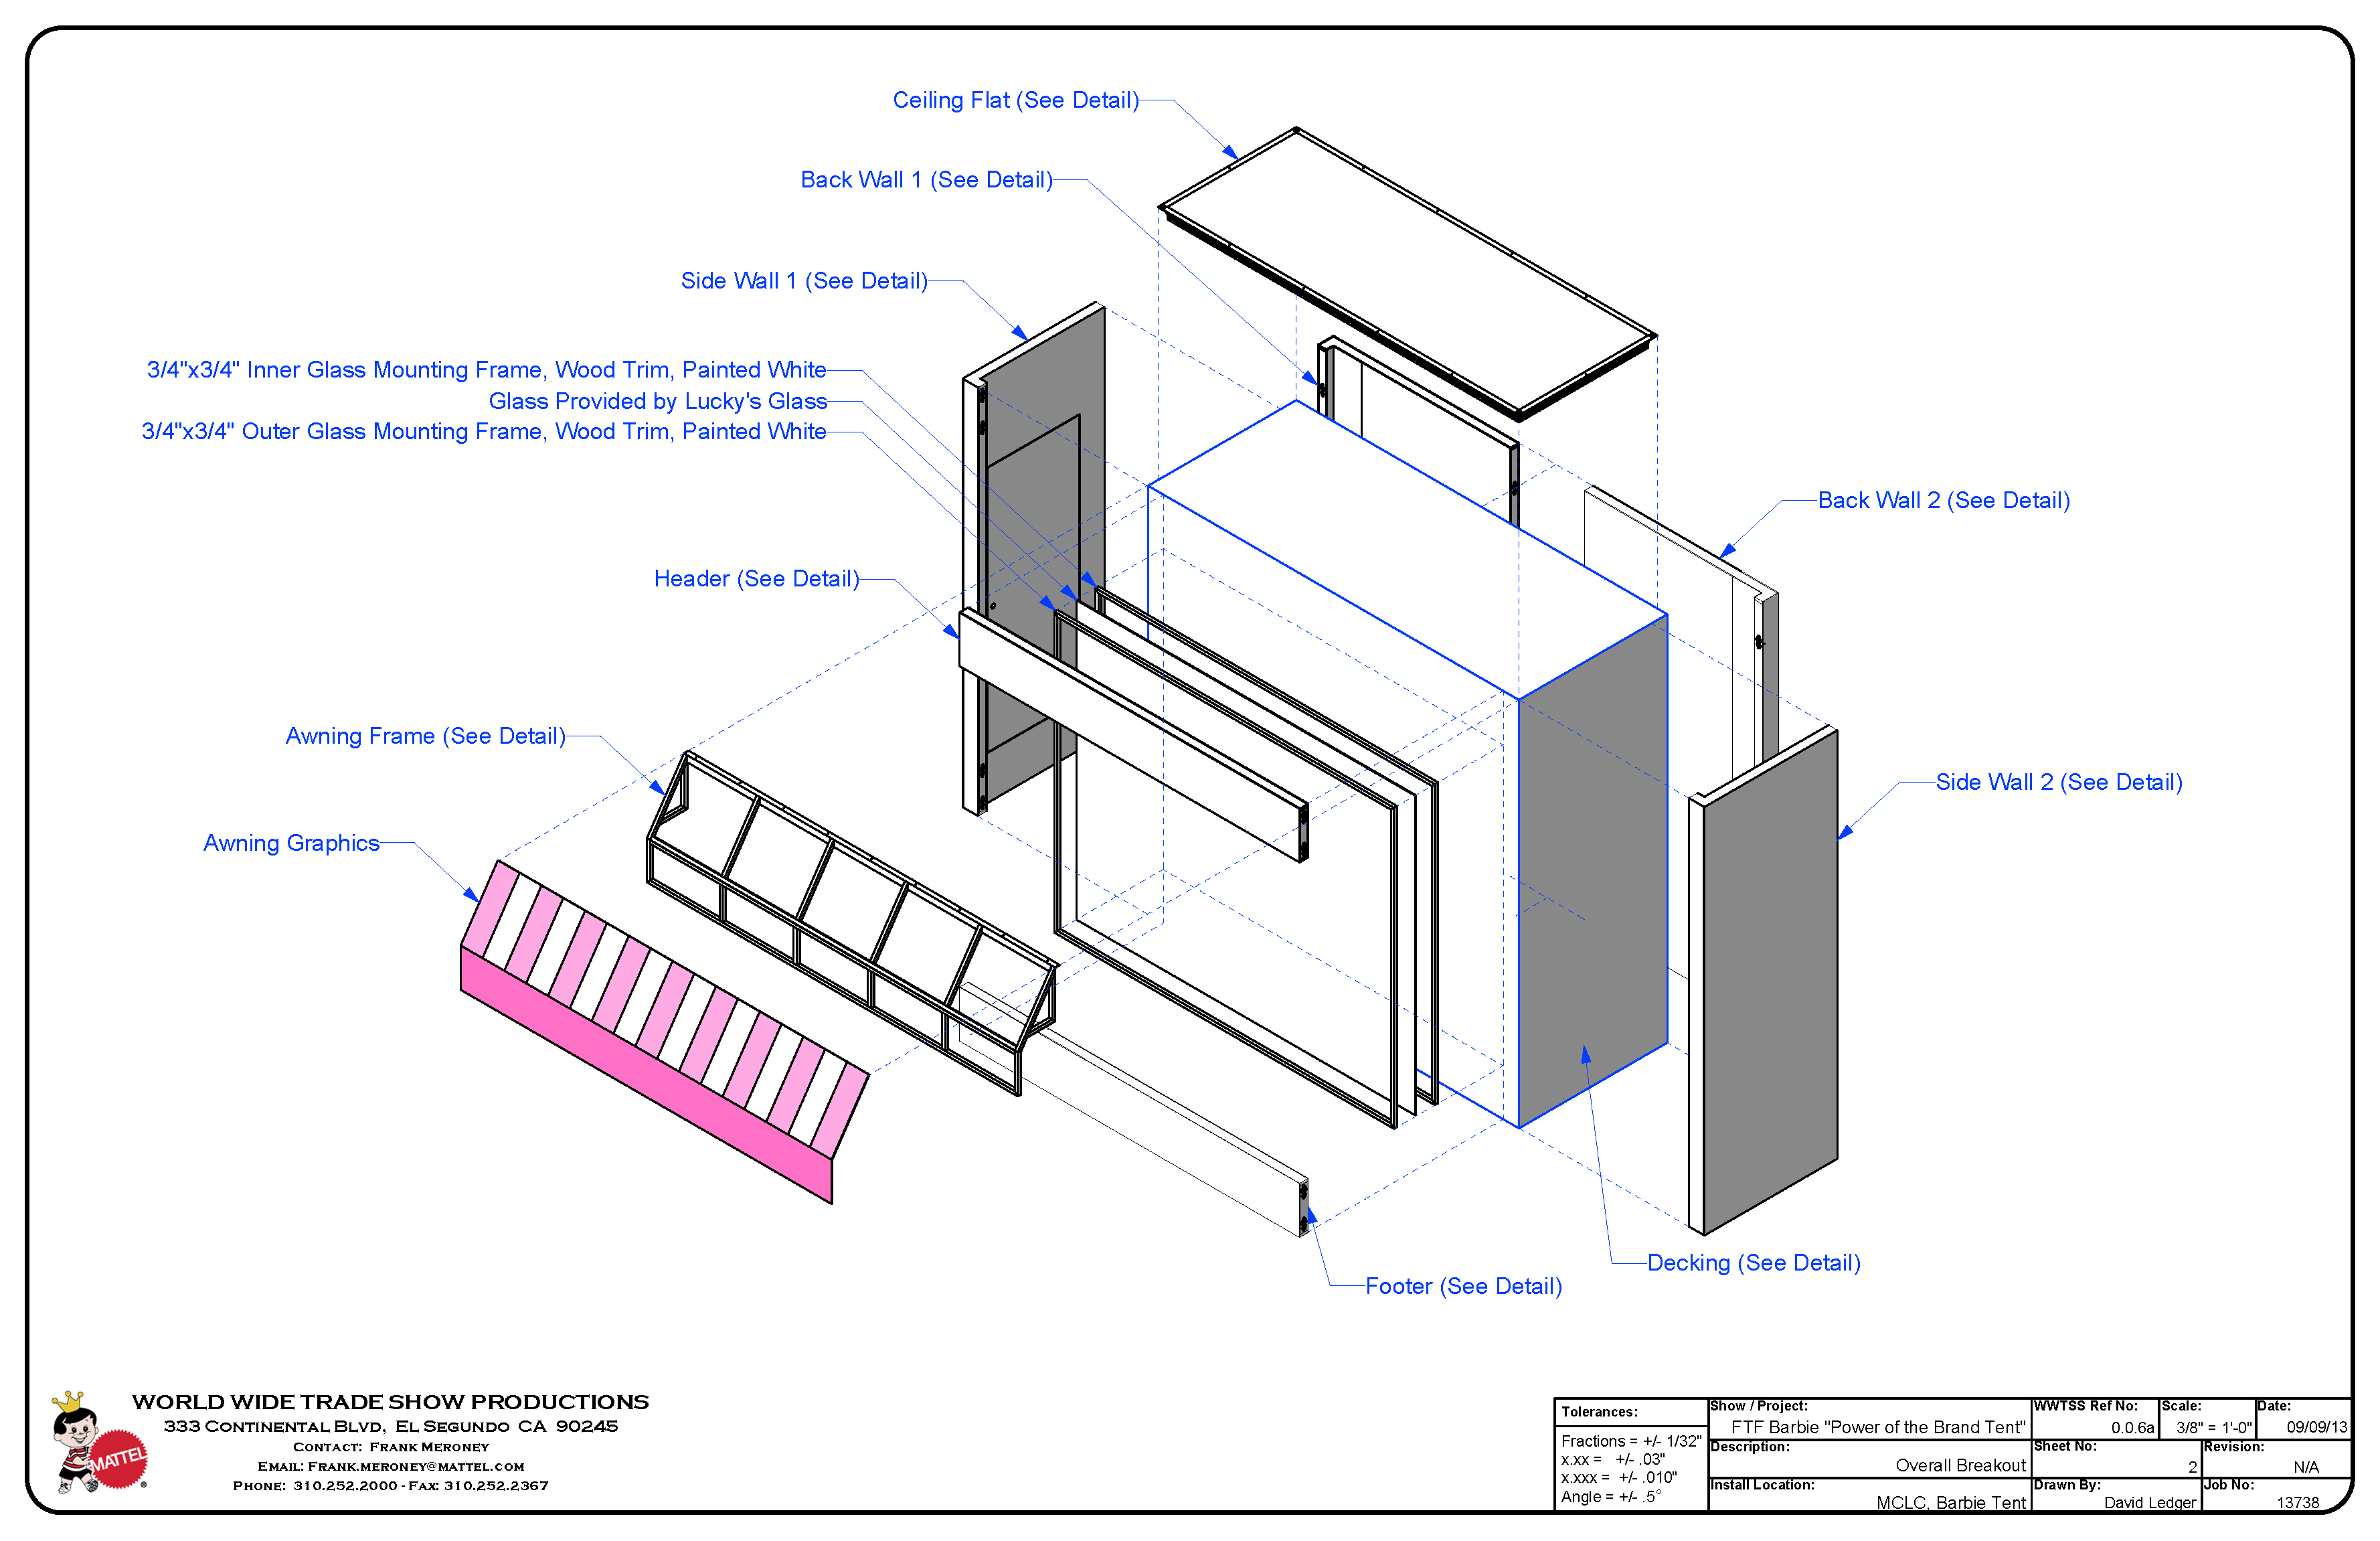 Ceiling Flat (See Detail)
Back Wall 1 (See Detail)
Side Wall 1 (See Detail)
3/4"x3/4" Inner Glass Mounting Frame, Wood Trim, Painted White
Glass Provided by Lucky's Glass
3/4"x3/4" Outer Glass Mounting Frame, Wood Trim, Painted White
Back Wall 2 (See Detail)
Header (See Detail)
Awning Frame (See Detail)
Side Wall 2 (See Detail)
Awning Graphics
Decking (See Detail)
Footer (See Detail)
WORLD WIDE TRADE SHOW PRODUCTIONS
333 CONTINENTAL BLVD, EL SEGUNDO CA 90245
CONTACT: FRANK MERONEY
EMAIL: FRANK.MERONEY@MATTEL.COM
PHONE: 310.252.2000 - FAX: 310.252.2367
MATTEL
®
Tolerances:
Fractions = +/- 1/32"
x.xx = +/- .03"
x.xxx = +/- .010"
Angle = +/- .5°
Show / Project:
FTF Barbie "Power of the Brand Tent"
WWTSS Ref No:
0.0.6a
Scale:
3/8" = 1'-0"
Date:
09/09/13
Description:
Overall Breakout
Sheet No:
2
Revision:
N/A
Install Location:
MCLC, Barbie Tent
Drawn By:
David Ledger
Job No:
13738